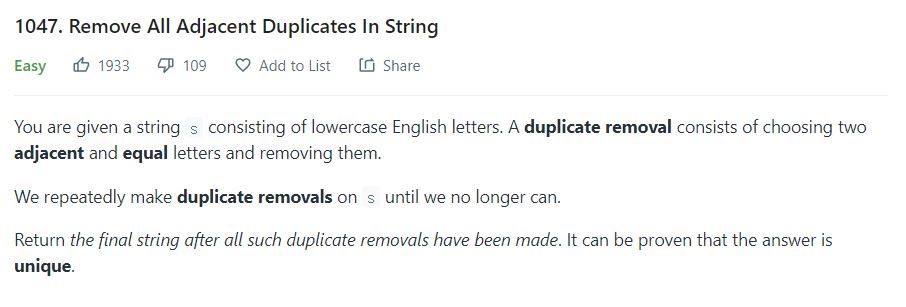 1047. Remove All Adjacent Duplicates In String
Easy 1933 109 Add to List Share
You are given a string s consisting of lowercase English letters. A duplicate removal consists of choosing two
adjacent and equal letters and removing them.
We repeatedly make duplicate removals on s until we no longer can.
Return the final string after all such duplicate removals have been made. It can be proven that the answer is
unique.